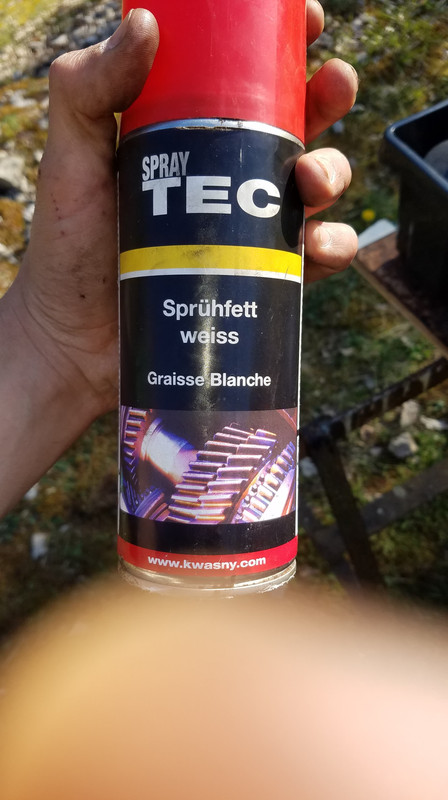 SPRAY
TEC
Sprühfett
weiss
Graisse Blanche
www.kwasny.com